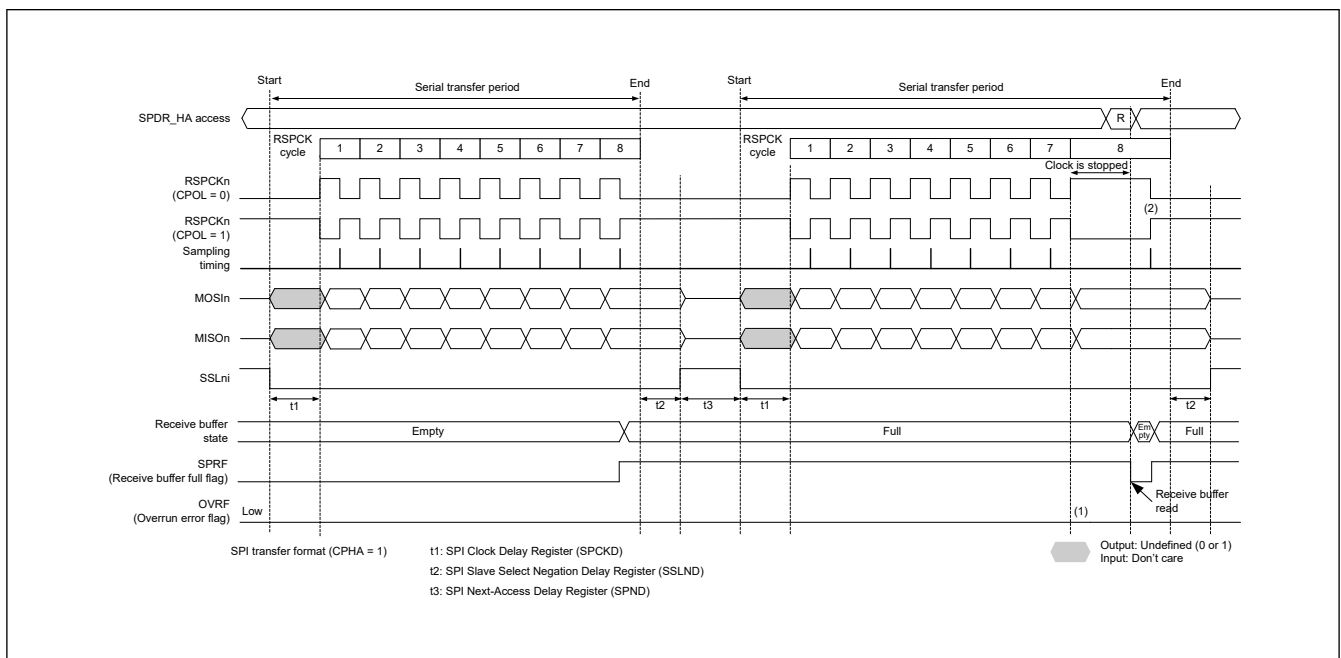 Start
Serial transfer period
End
Start
Serial transfer period
End
SPDR_HA access
R
RSPCK
cycle
1 2 3 4 5 6 7 8
RSPCK
cycle
1 2 3 4 5 6 7 8
Clock is stopped
RSPCKn
(CPOL = 0)
(2)
RSPCKn
(CPOL = 1)
Sampling
timing
MOSIn
MISOn
SSLni
t1
t2
t3
t1
t2
Receive buffer
state
Empty
Full
Em
pty
Full
SPRF
(Receive buffer full flag)
Receive buffer
read
OVRF
(Overrun error flag)
Low
(1)
SPI transfer format (CPHA = 1)
t1: SPI Clock Delay Register (SPCKD)
t2: SPI Slave Select Negation Delay Register (SSLND)
t3: SPI Next-Access Delay Register (SPND)
Output: Undefined (0 or 1)
Input: Don't care